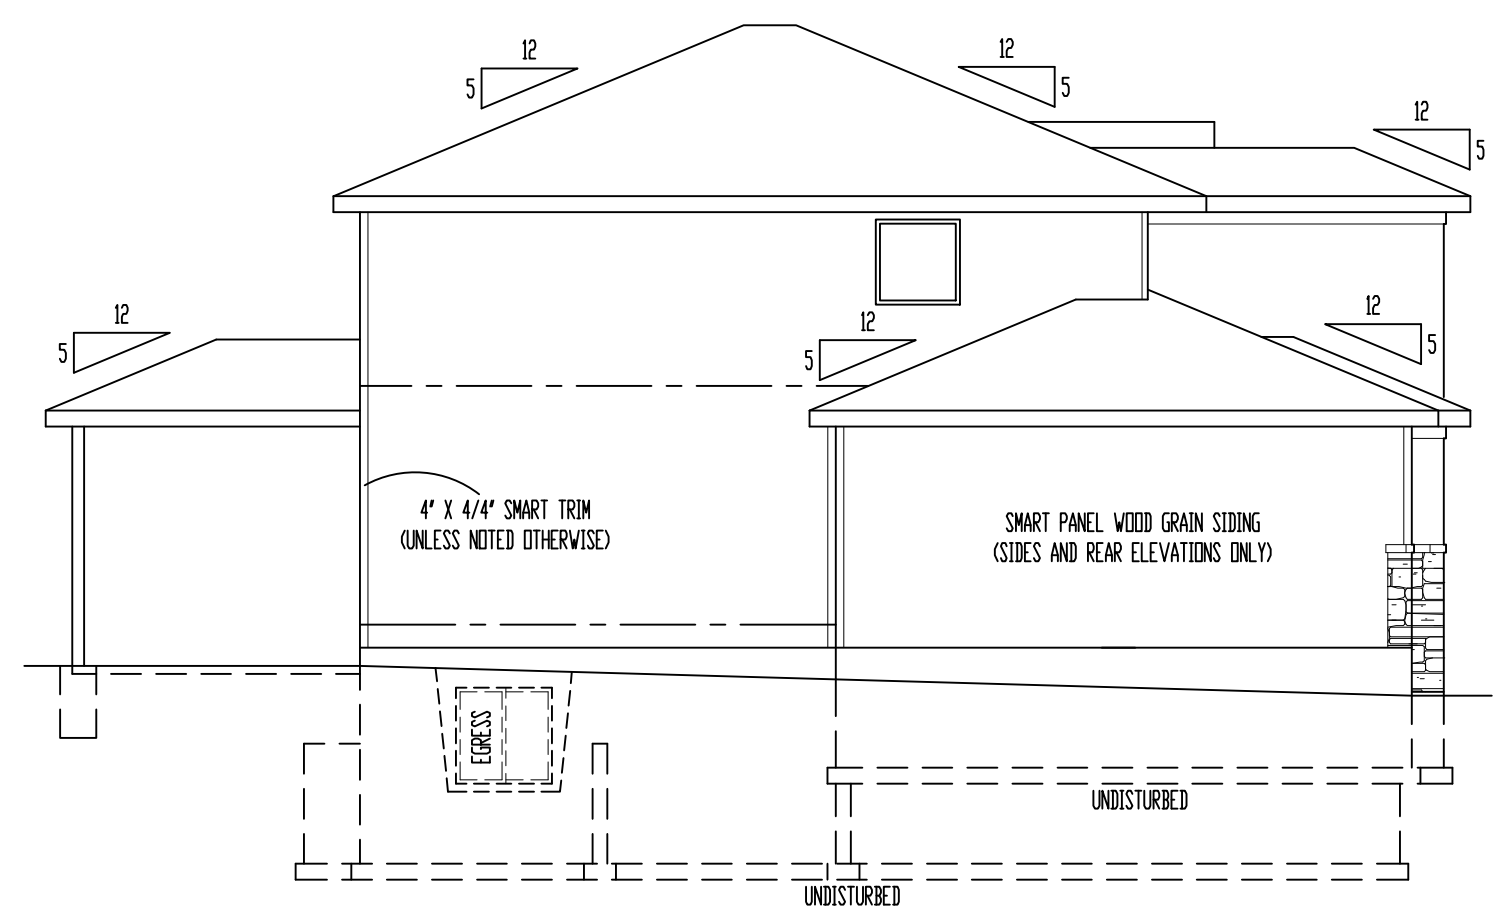 12
5
12
5
12
5
12
5
12
5
12
5
4" X 4/4" SMART TRIM
(UNLESS NOTED OTHERWISE)
SMART PANEL WOOD GRAIN SIDING
(SIDES AND REAR ELEVATIONS ONLY)
EGRESS
UNDISTURBED
UNDISTURBED